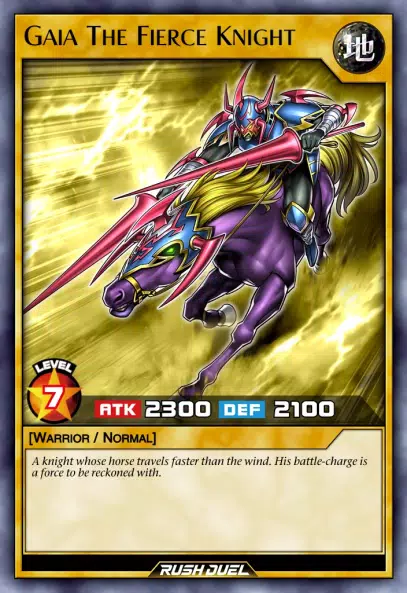 Gaia The Fierce Knight
地
LEVEL
7
ATK 2300 DEF 2100
[Warrior / Normal]
A knight whose horse travels faster than the wind. His battle-charge is
a force to be reckoned with.
RUSH DUEL